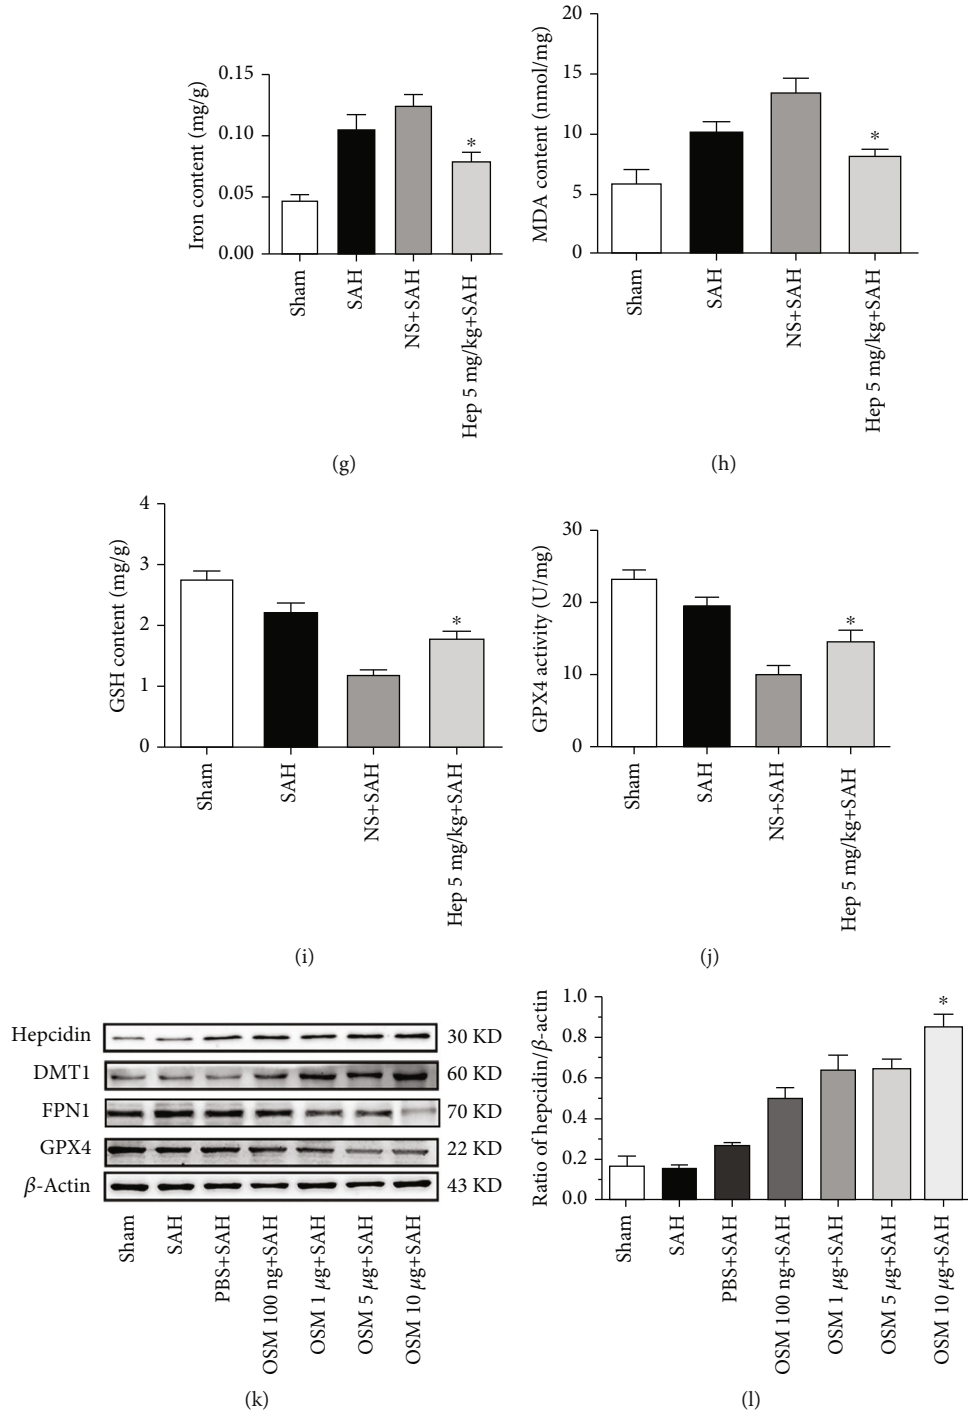 Iron content (mg/g)
0.15
0.10
0.05
0.00
Sham
SAH
NS+SAH
Hep 5 mg/kg+SAH
*
(g)
MDA content (nmol/mg)
20
15
10
5
0
Sham
SAH
NS+SAH
Hep 5 mg/kg+SAH
*
(h)
GSH content (mg/g)
4
3
2
1
0
Sham
SAH
NS+SAH
Hep 5 mg/kg+SAH
*
(i)
GPX4 activity (U/mg)
30
20
10
0
Sham
SAH
NS+SAH
Hep 5 mg/kg+SAH
*
(j)
Hepcidin 30 KD
DMT1 60 KD
FPN1 70 KD
GPX4 22 KD
β-Actin 43 KD
Sham
SAH
PBS+SAH
OSM 100 ng+SAH
OSM 1 μg+SAH
OSM 5 μg+SAH
OSM 10 μg+SAH
(k)
Ratio of hepcidin/β-actin
1.0
0.8
0.6
0.4
0.2
0.0
Sham
SAH
PBS+SAH
OSM 100 ng+SAH
OSM 1 μg+SAH
OSM 5 μg+SAH
OSM 10 μg+SAH
*
(l)